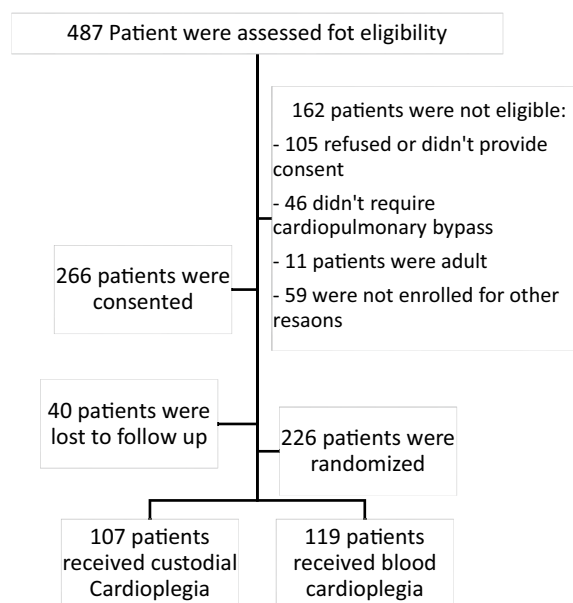 487 Patient were assessed fot eligibility
162 patients were not eligible:
- 105 refused or didn't provide
consent
- 46 didn't require
cardiopulmonary bypass
- 11 patients were adult
- 59 were not enrolled for other
resaons
266 patients were
consented
40 patients were
lost to follow up
226 patients were
randomized
107 patients
received custodial
Cardioplegia
119 patients
received blood
cardioplegia